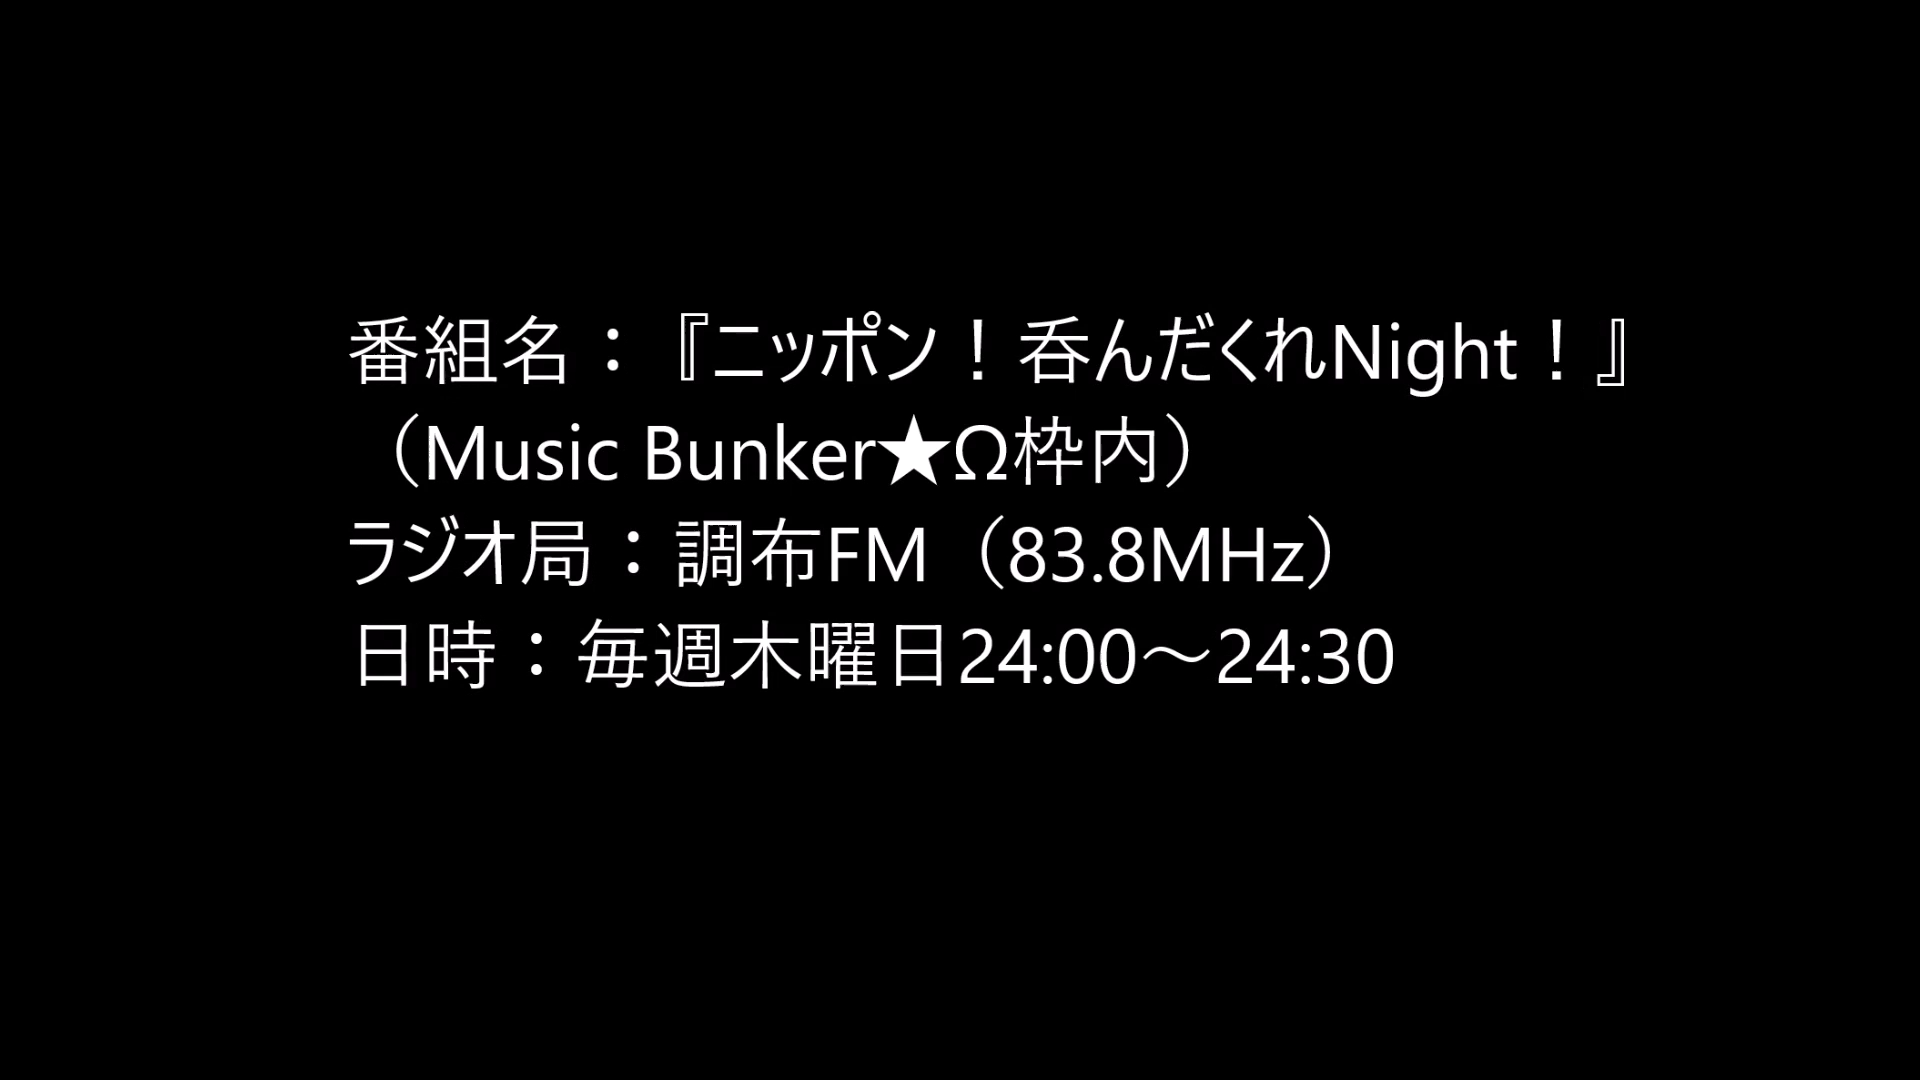 番組名：『ニッポン！呑んだくれNight！』
（Music Bunker★Ω枠内）
ラジオ局：調布FM（83.8MHz）
日時：毎週木曜日24:00～24:30